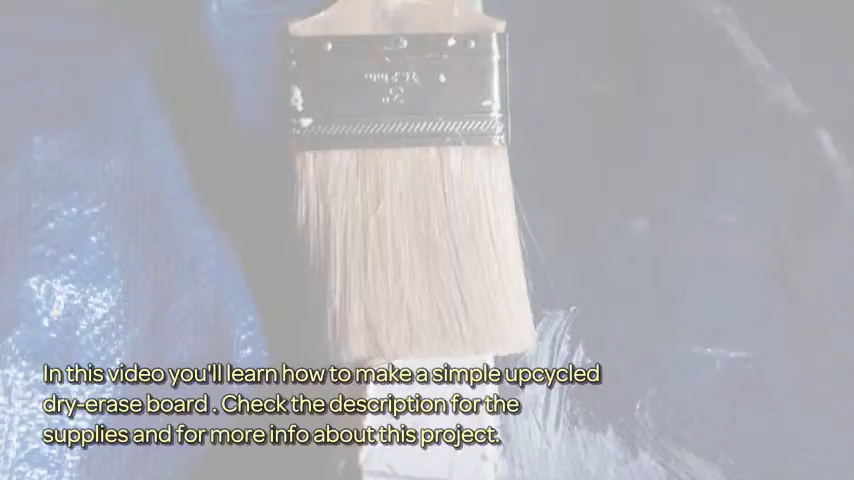 In this video you'll learn how to make a simple upcycled
dry-erase board . Check the description for the
supplies and for more info about this project.